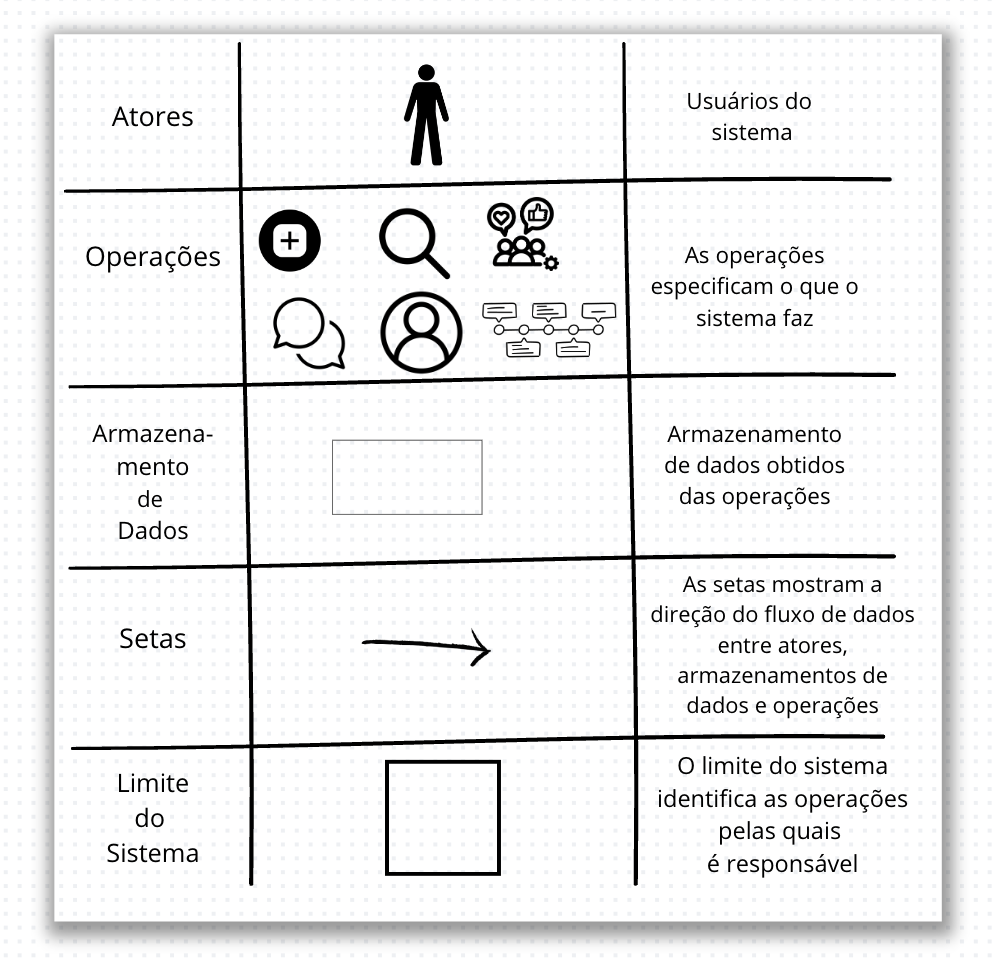 Atores
Usuários do
sistema
Operações
As operações
especificam o que o
sistema faz
Armazena-
mento
de
Dados
Armazenamento
de dados obtidos
das operações
Setas
As setas mostram a
direção do fluxo de dados
entre atores,
armazenamentos de
dados e operações
Limite
do
Sistema
O limite do sistema
identifica as operações
pelas quais
é responsável